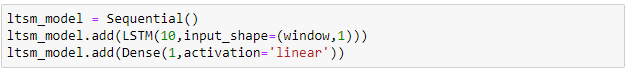 ltsm_model = Sequential()
ltsm_model.add(LSTM(10,input_shape=(window,1)))
ltsm_model.add(Dense(1,activation='linear'))